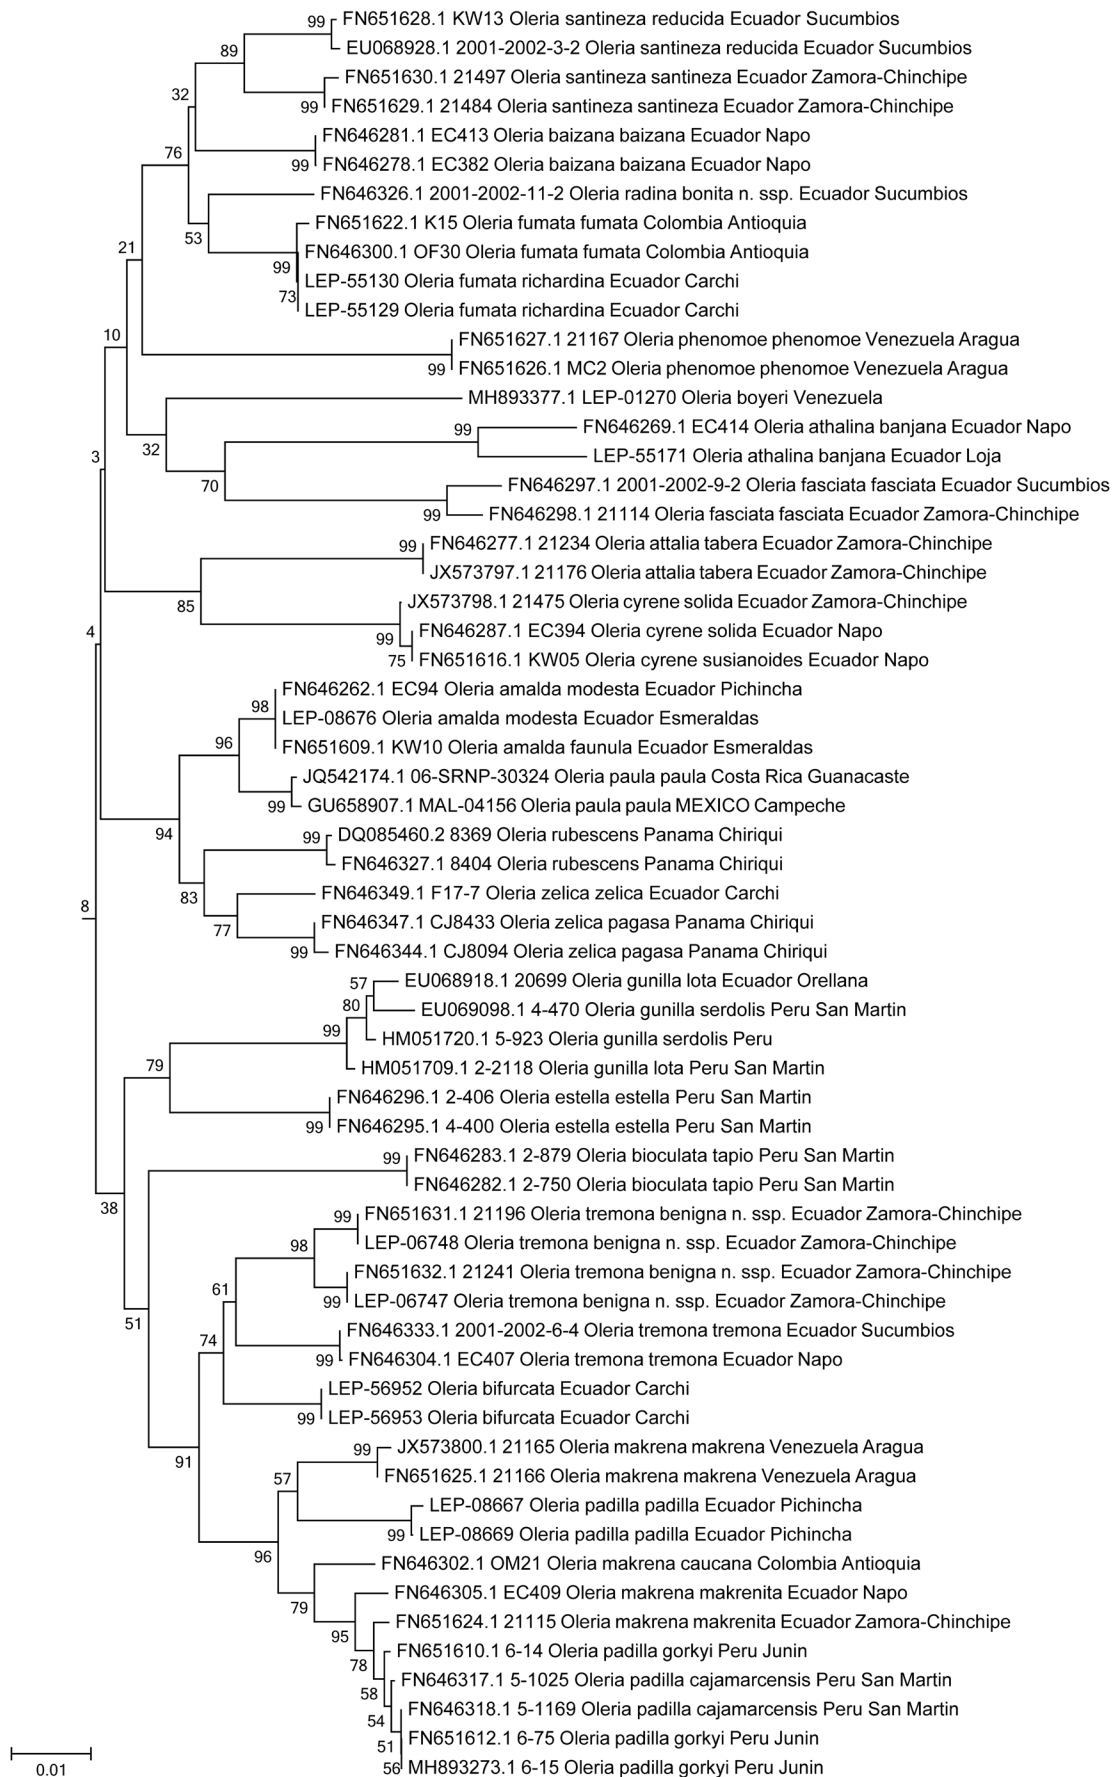 FN651628.1 KW13 Oleria santineza reducida Ecuador Sucumbios
99
EU068928.1 2001-2002-3-2 Oleria santineza reducida Ecuador Sucumbios
89
FN651630.1 21497 Oleria santineza santineza Ecuador Zamora-Chinchipe
32
99
FN651629.1 21484 Oleria santineza santineza Ecuador Zamora-Chinchipe
FN646281.1 EC413 Oleria baizana baizana Ecuador Napo
76
99
FN646278.1 EC382 Oleria baizana baizana Ecuador Napo
FN646326.1 2001-2002-11-2 Oleria radina bonita n. ssp. Ecuador Sucumbios
FN651622.1 K15 Oleria fumata fumata Colombia Antioquia
53
21
FN646300.1 OF30 Oleria fumata fumata Colombia Antioquia
99
LEP-55130 Oleria fumata richardina Ecuador Carchi
73
LEP-55129 Oleria fumata richardina Ecuador Carchi
10
FN651627.1 21167 Oleria phenomoe phenomoe Venezuela Aragua
99
FN651626.1 MC2 Oleria phenomoe phenomoe Venezuela Aragua
MH893377.1 LEP-01270 Oleria boyeri Venezuela
99
FN646269.1 EC414 Oleria athalina banjana Ecuador Napo
32
3
LEP-55171 Oleria athalina banjana Ecuador Loja
70
FN646297.1 2001-2002-9-2 Oleria fasciata fasciata Ecuador Sucumbios
99
FN646298.1 21114 Oleria fasciata fasciata Ecuador Zamora-Chinchipe
99
FN646277.1 21234 Oleria attalia tabera Ecuador Zamora-Chinchipe
JX573797.1 21176 Oleria attalia tabera Ecuador Zamora-Chinchipe
85
JX573798.1 21475 Oleria cyrene solida Ecuador Zamora-Chinchipe
4
99
FN646287.1 EC394 Oleria cyrene solida Ecuador Napo
75
FN651616.1 KW05 Oleria cyrene susianoides Ecuador Napo
FN646262.1 EC94 Oleria amalda modesta Ecuador Pichincha
98
LEP-08676 Oleria amalda modesta Ecuador Esmeraldas
96
FN651609.1 KW10 Oleria amalda faunula Ecuador Esmeraldas
JQ542174.1 06-SRNP-30324 Oleria paula paula Costa Rica Guanacaste
99
GU658907.1 MAL-04156 Oleria paula paula MEXICO Campeche
94
99
DQ085460.2 8369 Oleria rubescens Panama Chiriqui
FN646327.1 8404 Oleria rubescens Panama Chiriqui
83
FN646349.1 F17-7 Oleria zelica zelica Ecuador Carchi
8
77
FN646347.1 CJ8433 Oleria zelica pagasa Panama Chiriqui
99
FN646344.1 CJ8094 Oleria zelica pagasa Panama Chiriqui
57
EU068918.1 20699 Oleria gunilla lota Ecuador Orellana
80
EU069098.1 4-470 Oleria gunilla serdolis Peru San Martin
99
HM051720.1 5-923 Oleria gunilla serdolis Peru
79
HM051709.1 2-2118 Oleria gunilla lota Peru San Martin
FN646296.1 2-406 Oleria estella estella Peru San Martin
99
FN646295.1 4-400 Oleria estella estella Peru San Martin
99
FN646283.1 2-879 Oleria bioculata tapio Peru San Martin
FN646282.1 2-750 Oleria bioculata tapio Peru San Martin
38
99
FN651631.1 21196 Oleria tremona benigna n. ssp. Ecuador Zamora-Chinchipe
98
LEP-06748 Oleria tremona benigna n. ssp. Ecuador Zamora-Chinchipe
FN651632.1 21241 Oleria tremona benigna n. ssp. Ecuador Zamora-Chinchipe
61
99
LEP-06747 Oleria tremona benigna n. ssp. Ecuador Zamora-Chinchipe
51
74
FN646333.1 2001-2002-6-4 Oleria tremona tremona Ecuador Sucumbios
99
FN646304.1 EC407 Oleria tremona tremona Ecuador Napo
LEP-56952 Oleria bifurcata Ecuador Carchi
99
LEP-56953 Oleria bifurcata Ecuador Carchi
91
99
JX573800.1 21165 Oleria makrena makrena Venezuela Aragua
57
FN651625.1 21166 Oleria makrena makrena Venezuela Aragua
LEP-08667 Oleria padilla padilla Ecuador Pichincha
99
LEP-08669 Oleria padilla padilla Ecuador Pichincha
96
FN646302.1 OM21 Oleria makrena caucana Colombia Antioquia
79
FN646305.1 EC409 Oleria makrena makrenita Ecuador Napo
95
FN651624.1 21115 Oleria makrena makrenita Ecuador Zamora-Chinchipe
78
FN651610.1 6-14 Oleria padilla gorkyi Peru Junin
58
FN646317.1 5-1025 Oleria padilla cajamarcensis Peru San Martin
54
FN646318.1 5-1169 Oleria padilla cajamarcensis Peru San Martin
51
FN651612.1 6-75 Oleria padilla gorkyi Peru Junin
56
MH893273.1 6-15 Oleria padilla gorkyi Peru Junin
0.01